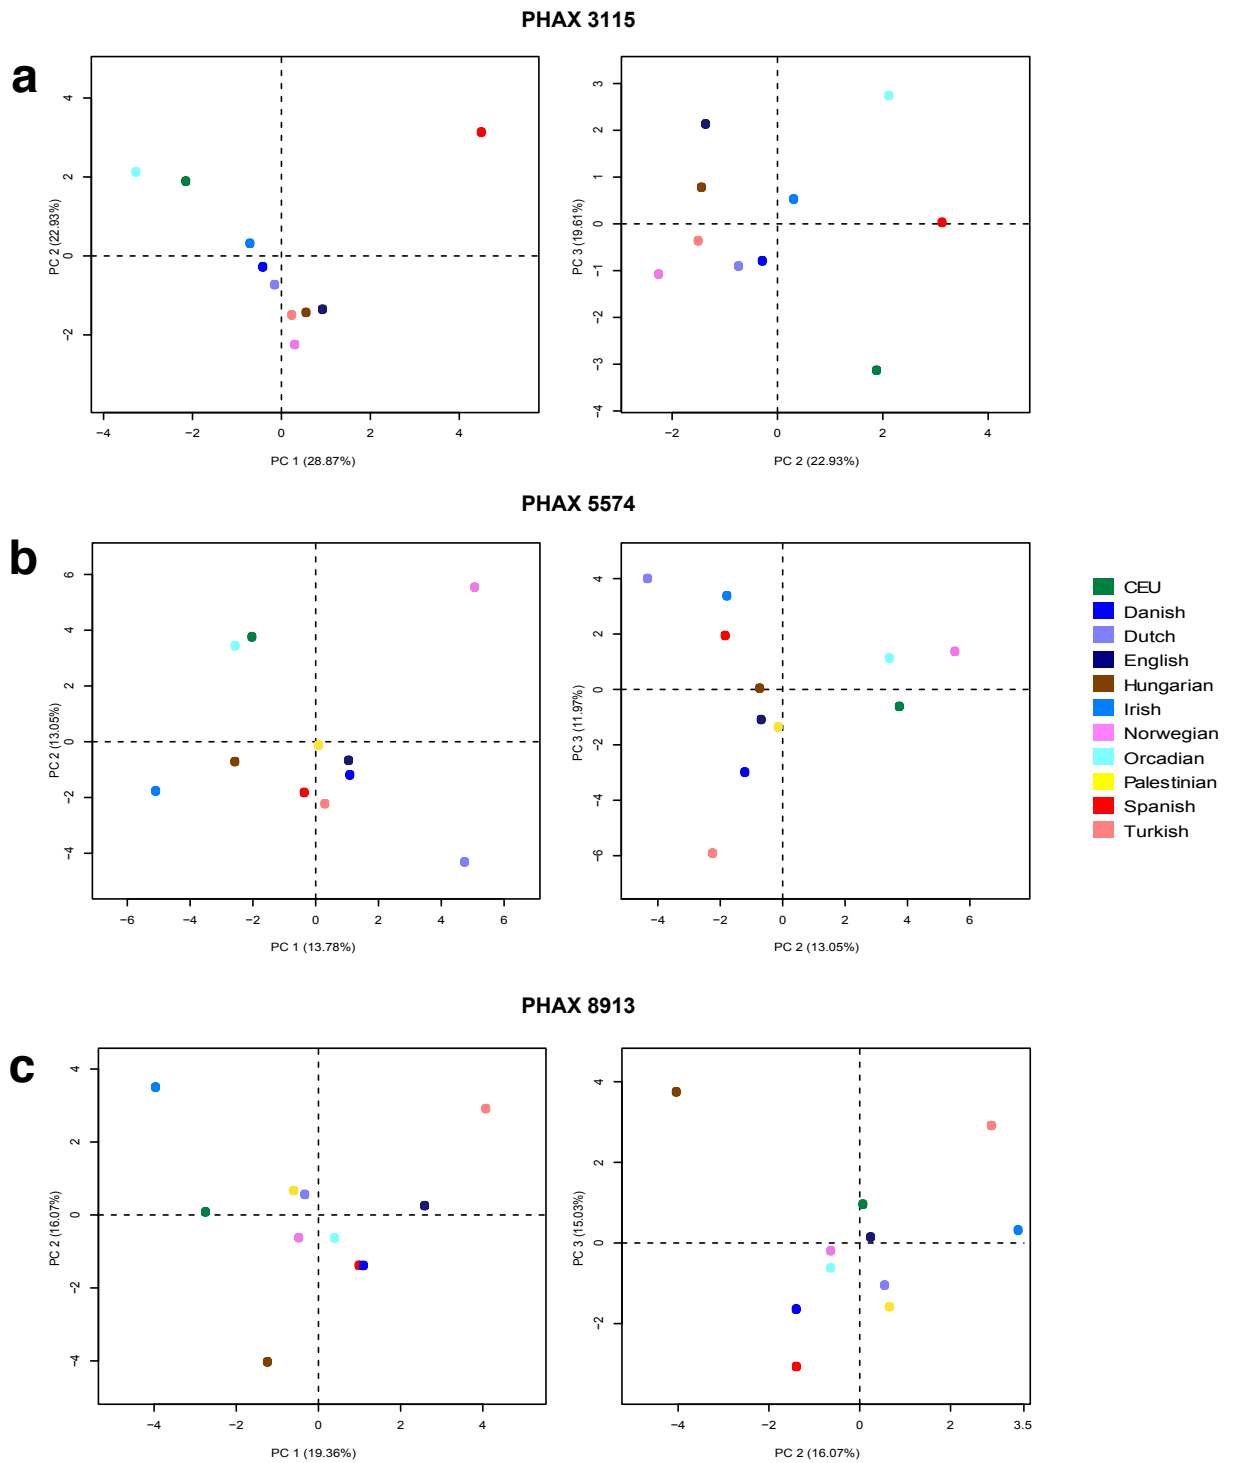 PHAX 3115
a
4
2
0
−2
PC 2 (22.93%)
−4
−2
0
2
4
PC 1 (28.87%)
3
2
1
0
−1
−2
−3
−4
PC 3 (19.61%)
−2
0
2
4
PC 2 (22.93%)
PHAX 5574
b
6
4
2
0
−2
−4
PC 2 (13.05%)
−6
−4
−2
0
2
4
6
PC 1 (13.78%)
4
2
0
−2
−4
−6
PC 3 (11.97%)
−4
−2
0
2
4
6
PC 2 (13.05%)
CEU
Danish
Dutch
English
Hungarian
Irish
Norwegian
Orcadian
Palestinian
Spanish
Turkish
PHAX 8913
c
4
2
0
−2
−4
PC 2 (16.07%)
−4
−2
0
2
4
PC 1 (19.36%)
4
2
0
−2
PC 3 (15.03%)
−4
−2
0
2
3.5
PC 2 (16.07%)